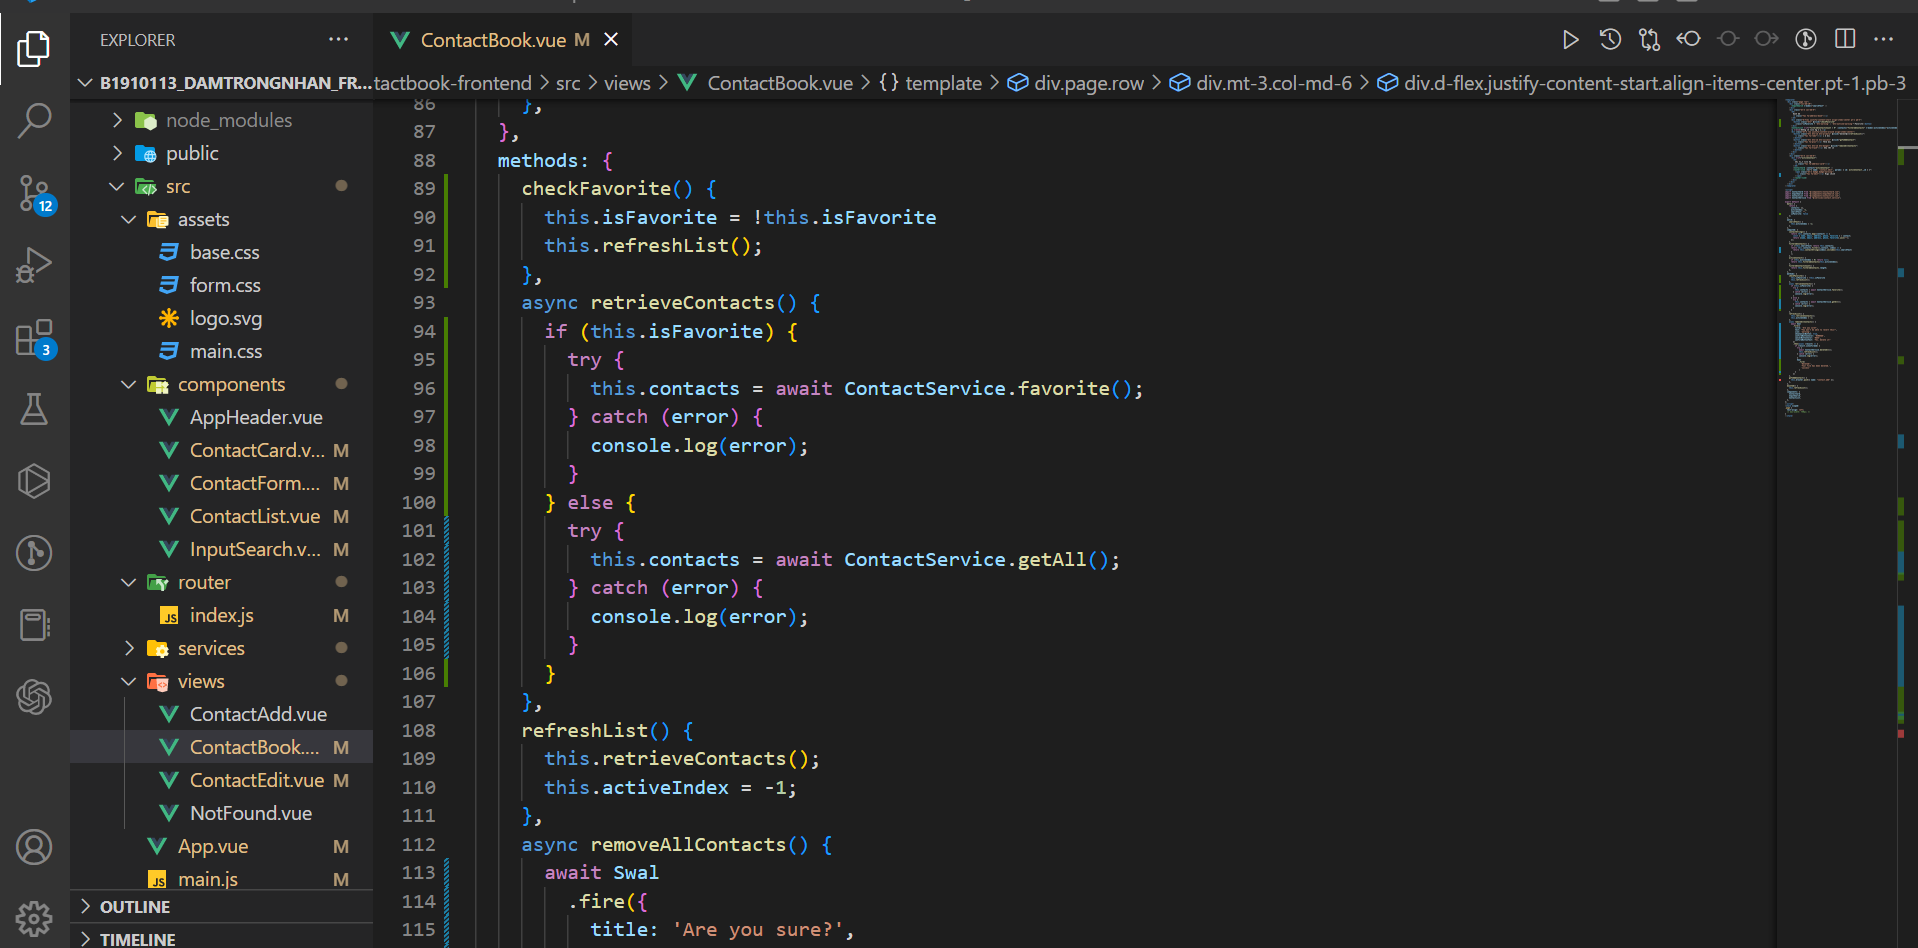 EXPLORER
ContactBook.vue M
B1910113_DAMTRONGNHAN_FR...
tactbook-frontend > src > views > ContactBook.vue > {} template > div.page.row > div.mt-3.col-md-6 > div.d-flex.justify-content-start.align-items-center.pt-1.pb-3
node_modules
public
src
assets
base.css
form.css
logo.svg
main.css
components
AppHeader.vue
ContactCard.v... M
ContactForm.... M
ContactList.vue M
InputSearch.v... M
router
JS index.js M
services
views
ContactAdd.vue
ContactBook.... M
ContactEdit.vue M
NotFound.vue
App.vue M
JS main.js M
OUTLINE
TIMELINE
12
3
86 },
87 },
88 methods: {
89 checkFavorite() {
90 this.isFavorite = !this.isFavorite
91 this.refreshList();
92 },
93 async retrieveContacts() {
94 if (this.isFavorite) {
95 try {
96 this.contacts = await ContactService.favorite();
97 } catch (error) {
98 console.log(error);
99 }
100 } else {
101 try {
102 this.contacts = await ContactService.getAll();
103 } catch (error) {
104 console.log(error);
105 }
106 }
107 },
108 refreshList() {
109 this.retrieveContacts();
110 this.activeIndex = -1;
111 },
112 async removeAllContacts() {
113 await Swal
114 .fire({
115 title: 'Are you sure?',